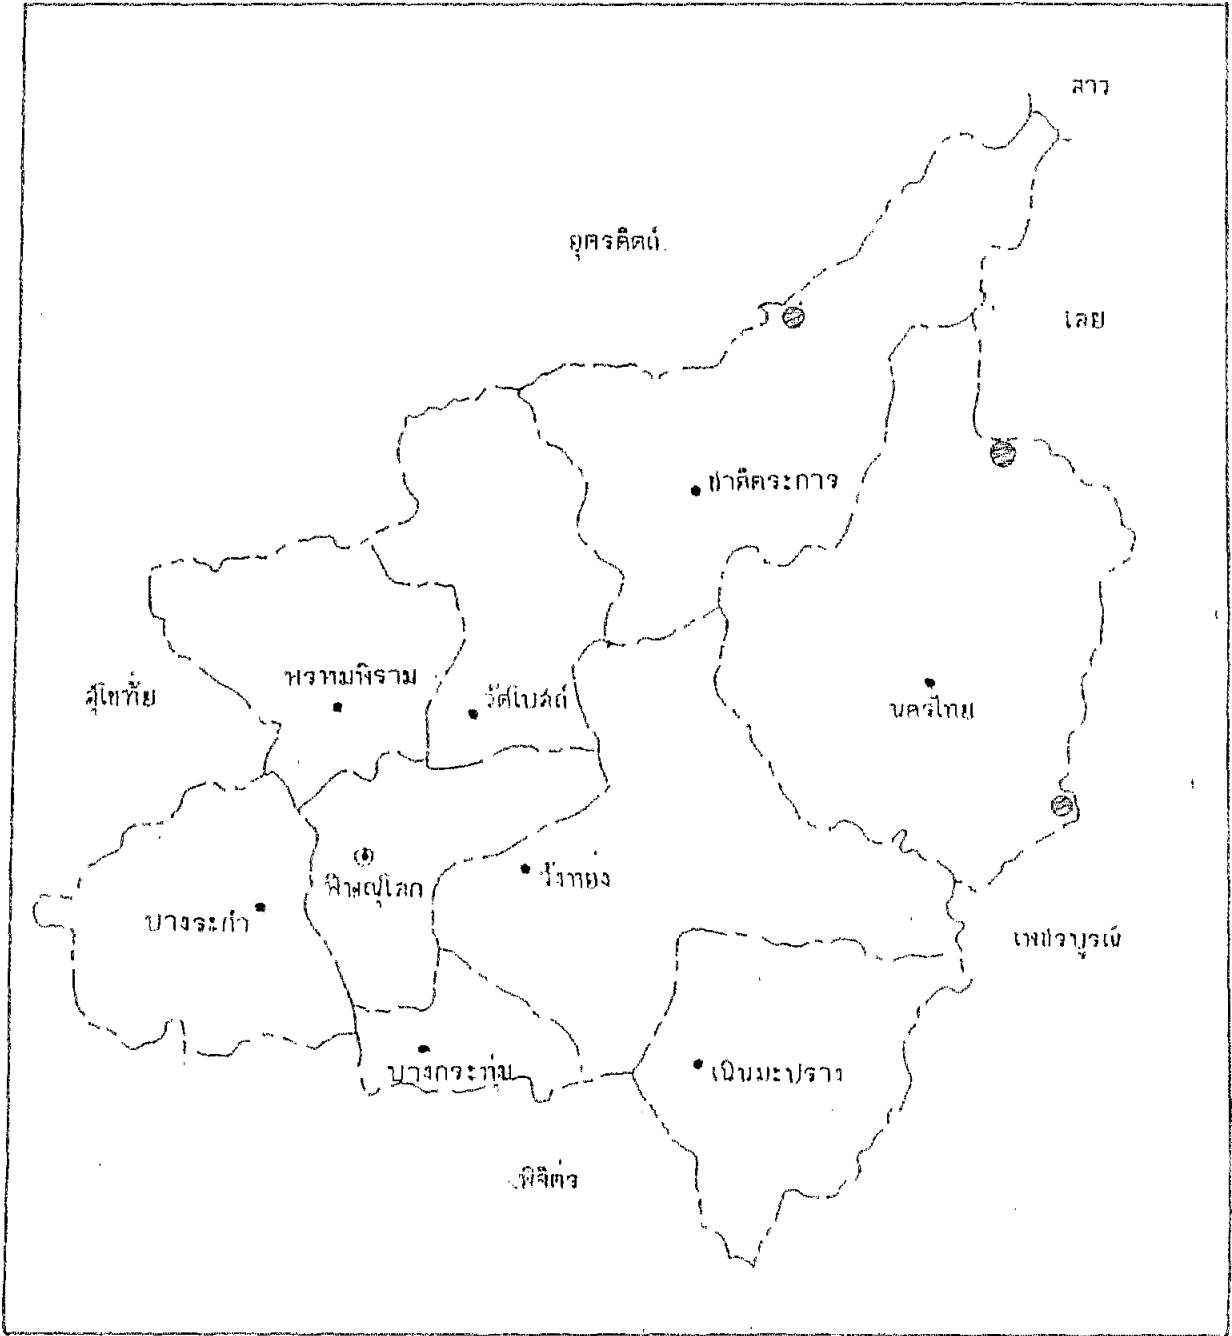 ลาว
อุตรดิตถ์
เลย
ชาติตระการ
พรหมพิราม
วัดโบสถ์
สุโขทัย
นครไทย
วังทอง
พิษณุโลก
บางระกำ
เพชรบูรณ์
บางกระทุ่ม
เนินมะปราง
พิจิตร